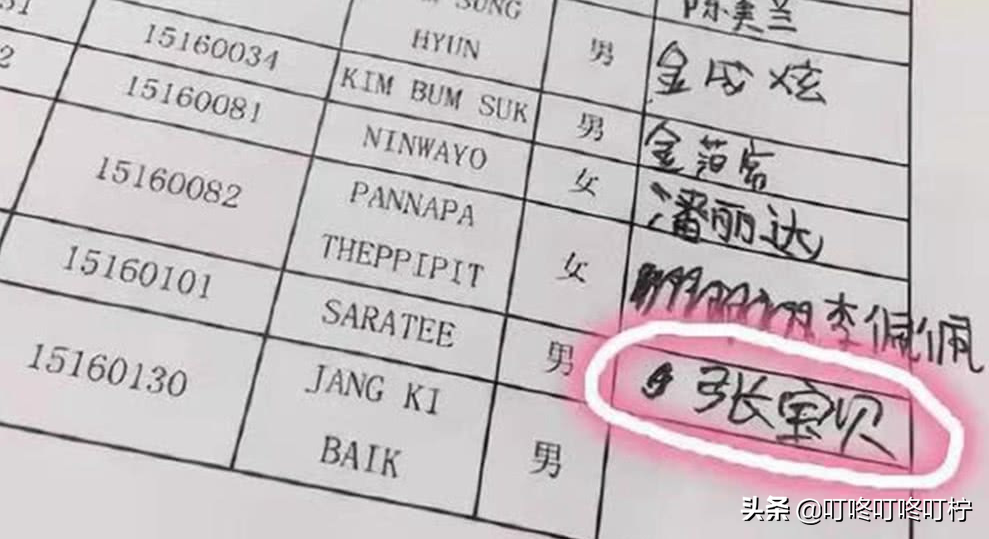 SUNG 陈美兰
15160034 HYUN 男 金成炫
15160081 KIM BUM SUK 男 金范席
NINWAYO 女 潘丽达
15160082 PANNAPA
THEPPIPIT 女 李佩佩
15160101 SARATEE 男 张宝贝
15160130 JANG KI
BAIK 男
头条 @叮咚叮咚叮柠